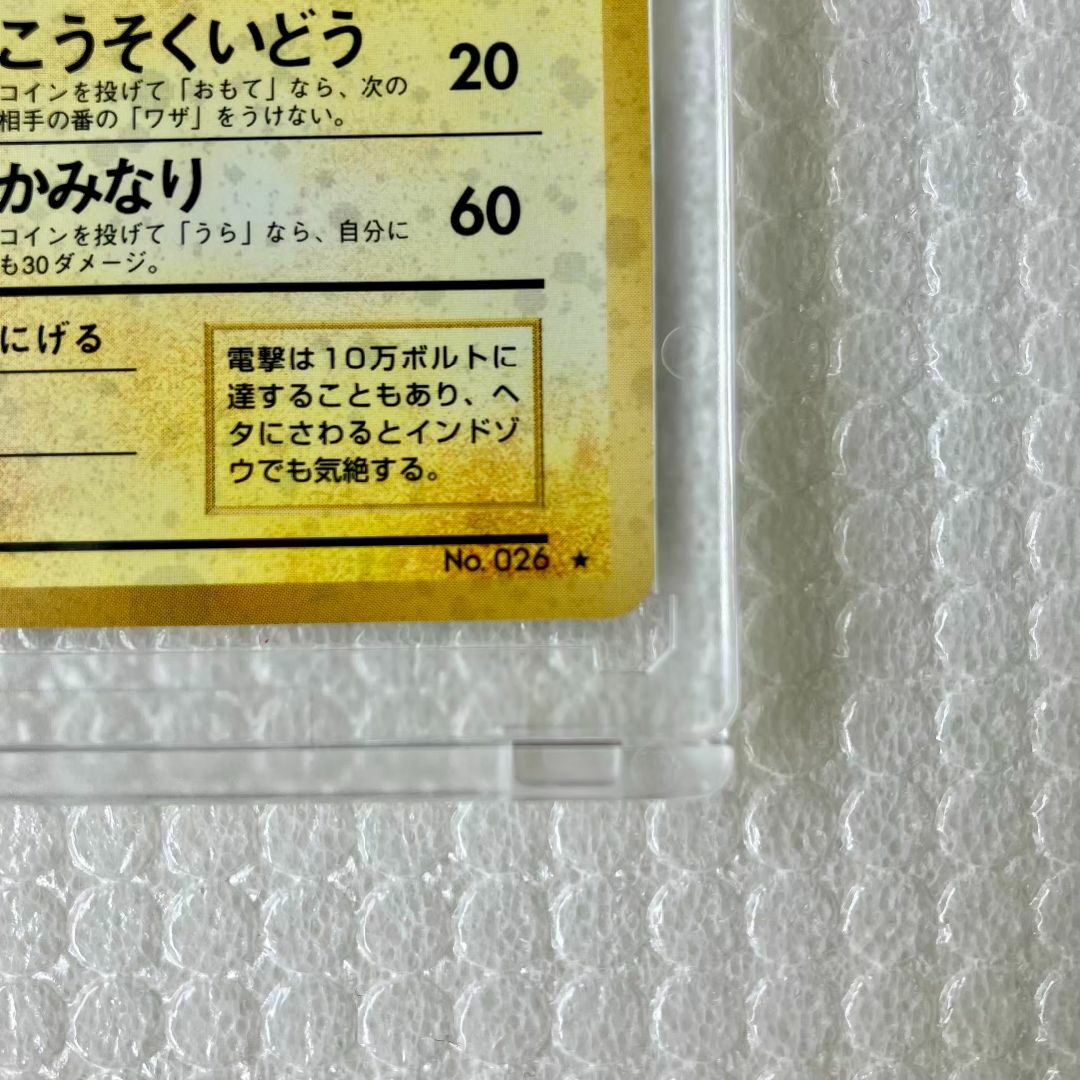 こうそくいどう 20
コインを投げて「おもて」なら、次の
相手の番の「ワザ」をうけない。
かみなり 60
コインを投げて「うら」なら、自分に
も30ダメージ。
にげる
電撃は10万ボルトに
達することもあり、ヘ
タにさわるとインドゾ
ウでも気絶する。
No. 026 ★